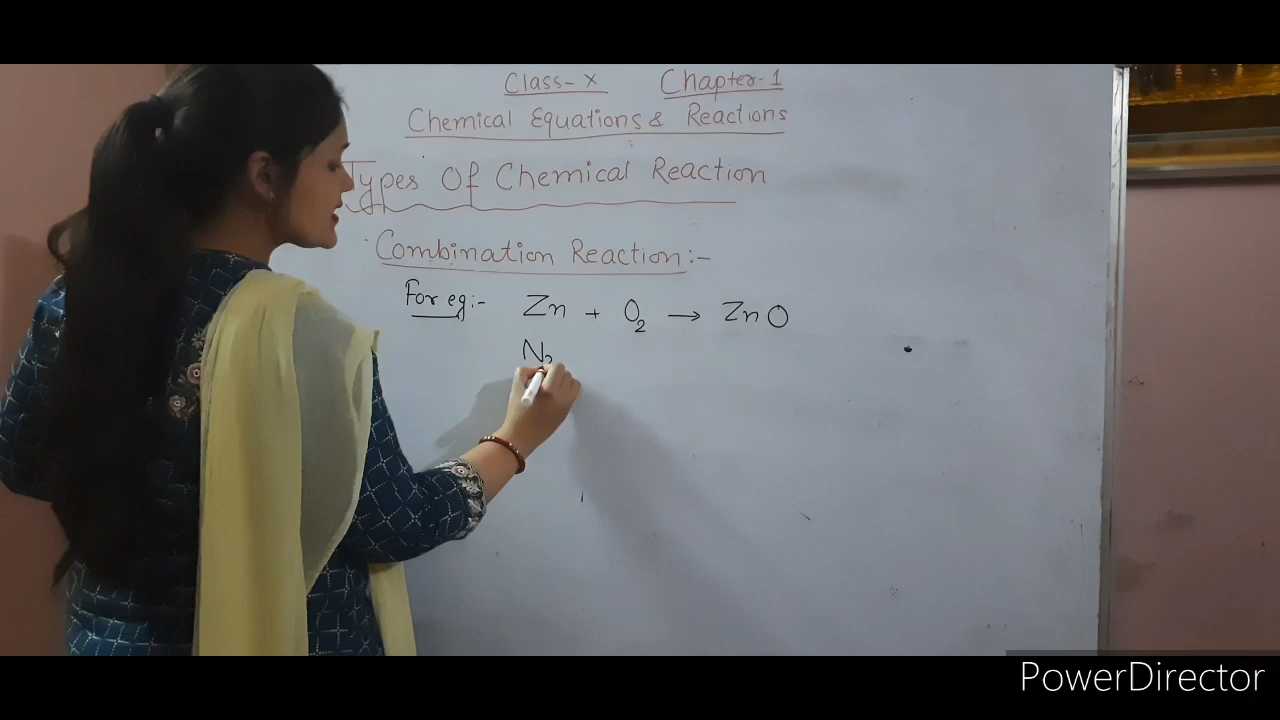 Class-X Chapter-1
Chemical Equations & Reactions
Types Of Chemical Reaction
Combination Reaction:-
For eg:- Zn + O₂ → ZnO
N₂
PowerDirector